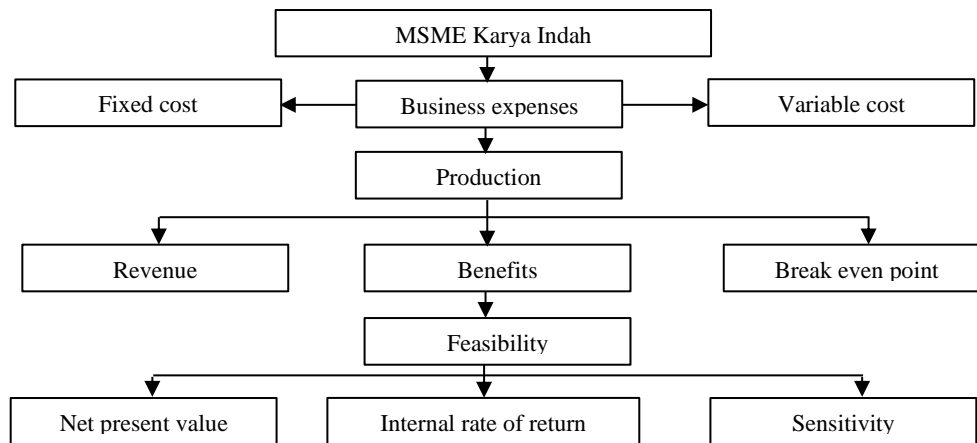 MSME Karya Indah
Fixed cost
Business expenses
Variable cost
Production
Revenue
Benefits
Break even point
Feasibility
Net present value
Internal rate of return
Sensitivity